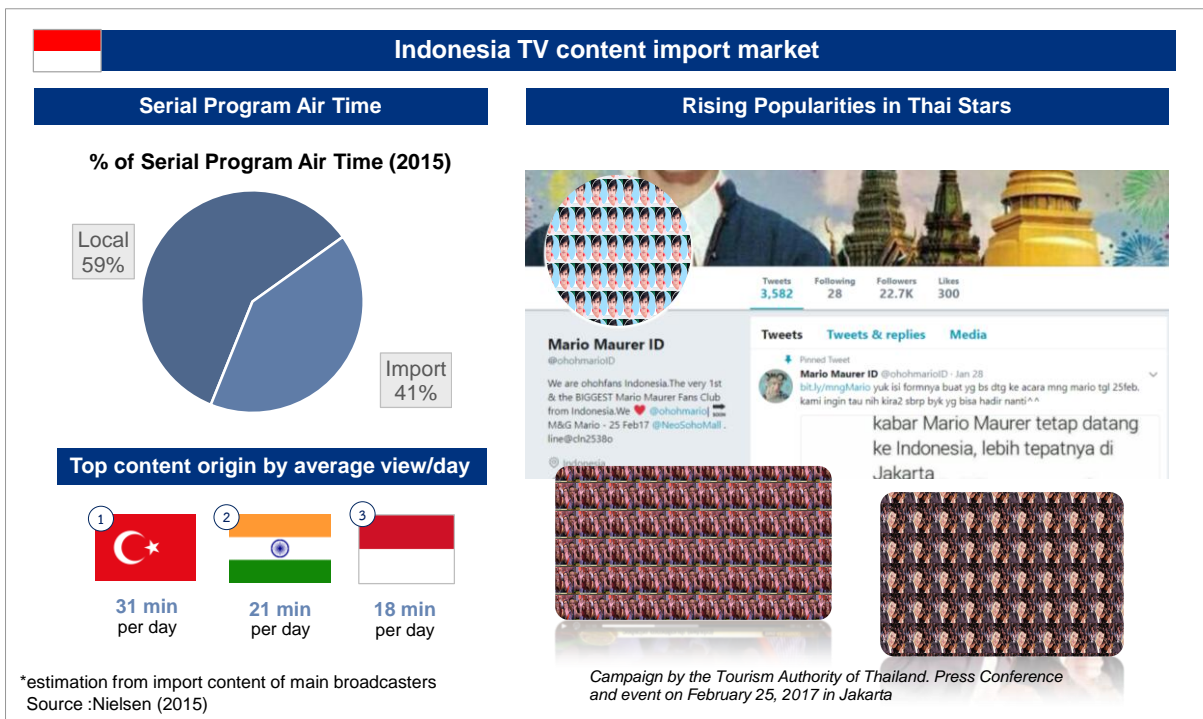 Indonesia TV content import market
Serial Program Air Time
% of Serial Program Air Time (2015)
Local
59%
Import
41%
Top content origin by average view/day
1
2
3
31 min
per day
21 min
per day
18 min
per day
*estimation from import content of main broadcasters
Source :Nielsen (2015)
Rising Popularities in Thai Stars
Tweets
3,582
Following
28
Followers
22.7K
Likes
300
Mario Maurer ID
@ohohmarioID
We are ohohfans Indonesia.The very 1st
& the BIGGEST Mario Maurer Fans Club
from Indonesia.We ❤ @ohohmario|
M&G Mario - 25 Feb17 @NeoSohoMall .
line@cln2538o
Indonesia
Tweets Tweets & replies Media
Pinned Tweet
Mario Maurer ID @ohohmarioID · Jan 28
bit.ly/mngMario yuk isi formnya buat yg bs dtg ke acara mng mario tgl 25feb.
kami ingin tau nih kira2 sbrp byk yg bisa hadir nanti^^
kabar Mario Maurer tetap datang
ke Indonesia, lebih tepatnya di
Jakarta
Campaign by the Tourism Authority of Thailand. Press Conference
and event on February 25, 2017 in Jakarta